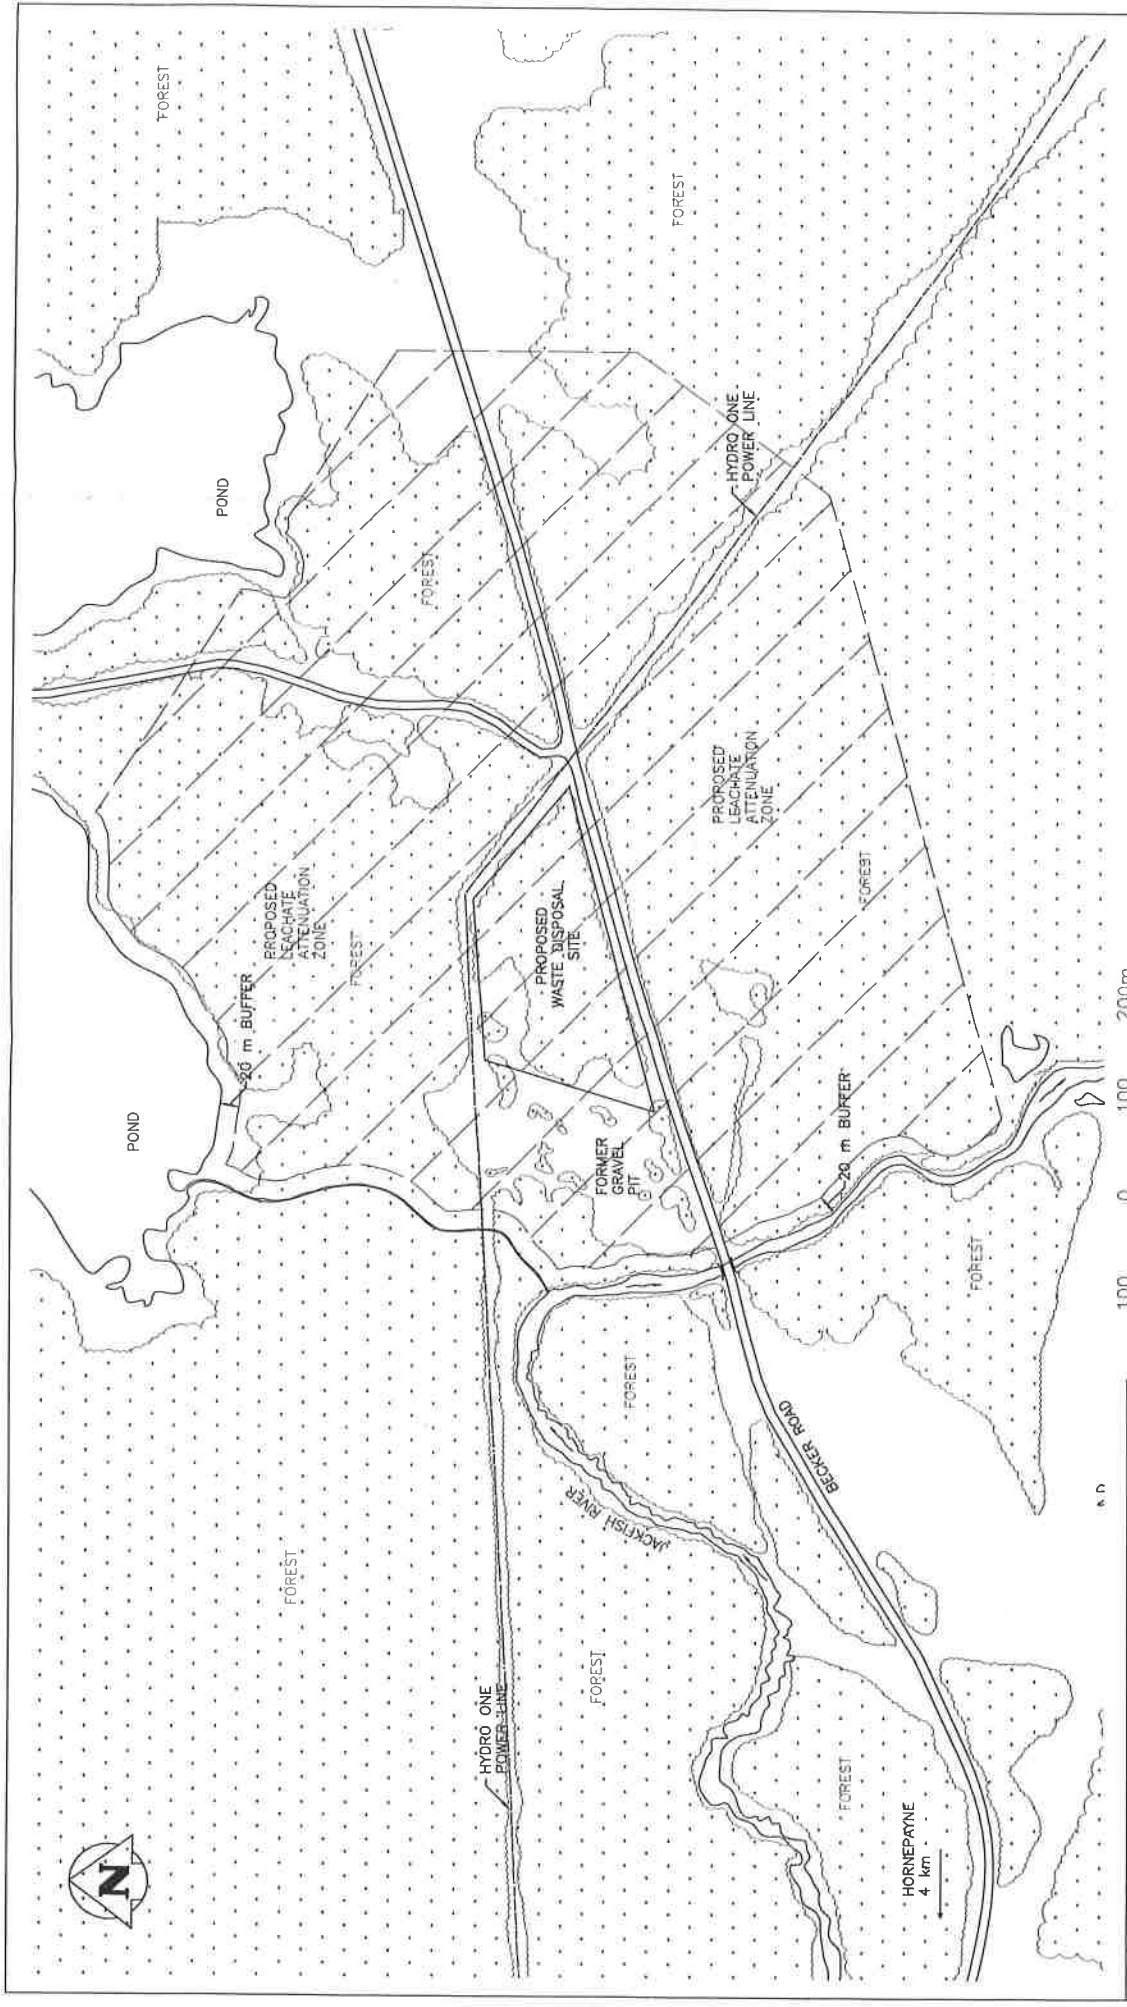 N
FOREST
FOREST
POND
POND
FOREST
20 m BUFFER
PROPOSED
LEACHATE
ATTENUATION
ZONE
FOREST
FOREST
HYDRO ONE
POWER LINE
FOREST
JACKFISH RIVER
FOREST
FORMER
GRAVEL
PIT
PROPOSED
WASTE DISPOSAL
SITE
HYDRO ONE
POWER LINE
PROPOSED
LEACHATE
ATTENUATION
ZONE
FOREST
20 m BUFFER
BECKER ROAD
FOREST
FOREST
HORNEPAYNE
4 km
100
0
100
200m